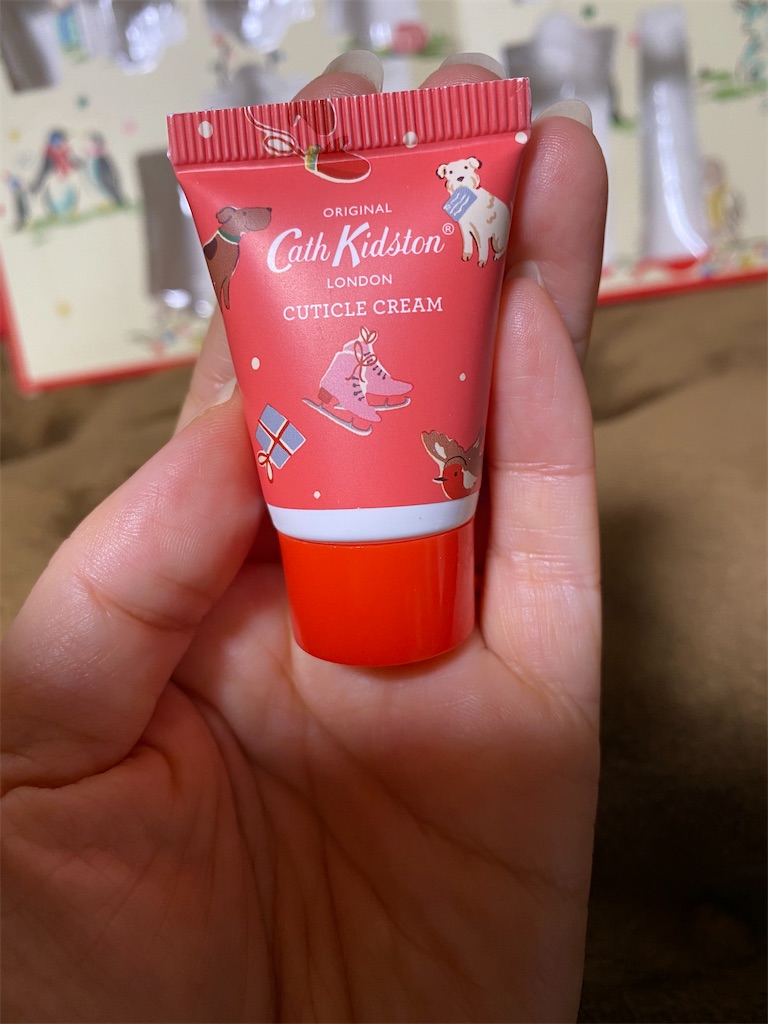 ORIGINAL
Cath Kidston®
LONDON
CUTICLE CREAM